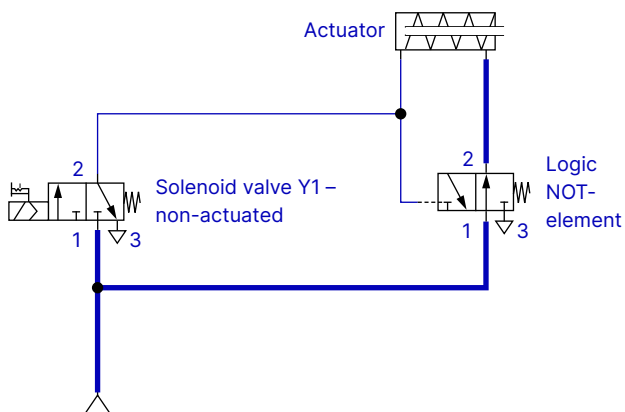 Actuator
2
Solenoid valve Y1 –
non-actuated
1
3
2
Logic
NOT-
element
1
3